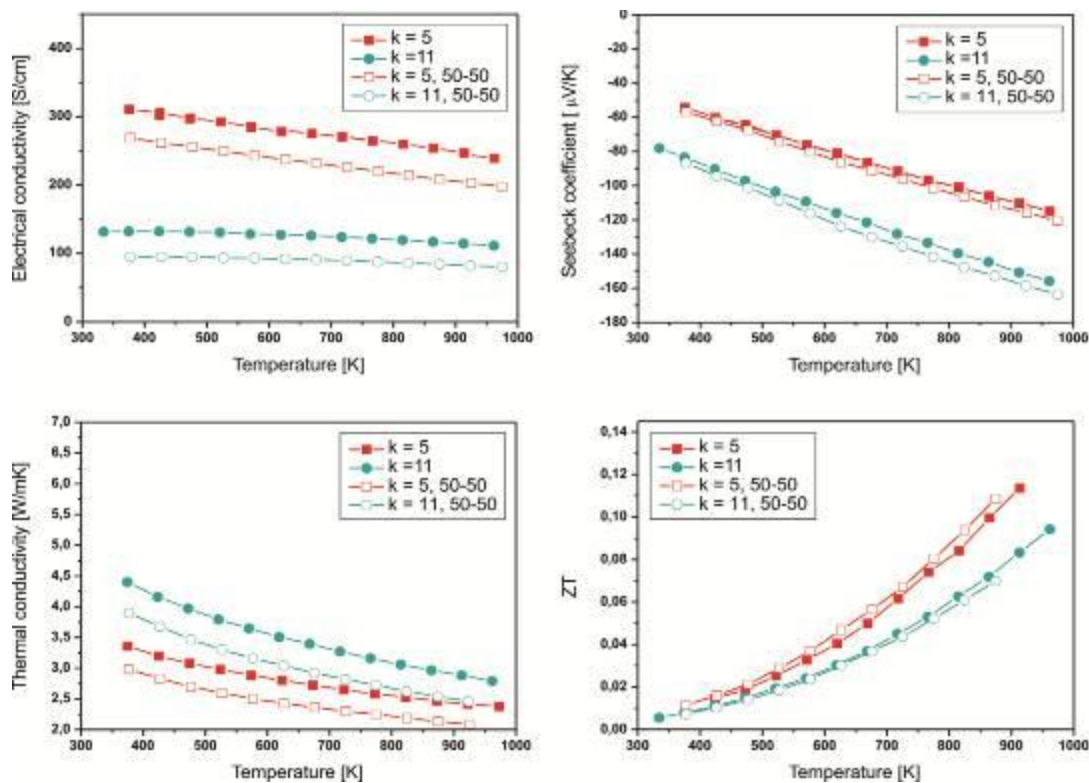 Electrical conductivity [S/cm]
400
300
200
100
0
300 400 500 600 700 800 900 1000
Temperature [K]
k = 5
k =11
k = 5, 50-50
k = 11, 50-50
Seebeck coefficient [ μV/K]
-0
-20
-40
-60
-80
-100
-120
-140
-160
-180
300 400 500 600 700 800 900 1000
Temperature [K]
k = 5
k =11
k = 5, 50-50
k = 11, 50-50
Thermal conductivity [W/mK]
7,0
6,5
6,0
5,5
5,0
4,5
4,0
3,5
3,0
2,5
2,0
300 400 500 600 700 800 900 1000
Temperature [K]
k = 5
k =11
k = 5, 50-50
k = 11, 50-50
ZT
0,14
0,12
0,10
0,08
0,06
0,04
0,02
0,00
300 400 500 600 700 800 900 1000
Temperature [K]
k = 5
k =11
k = 5, 50-50
k = 11, 50-50